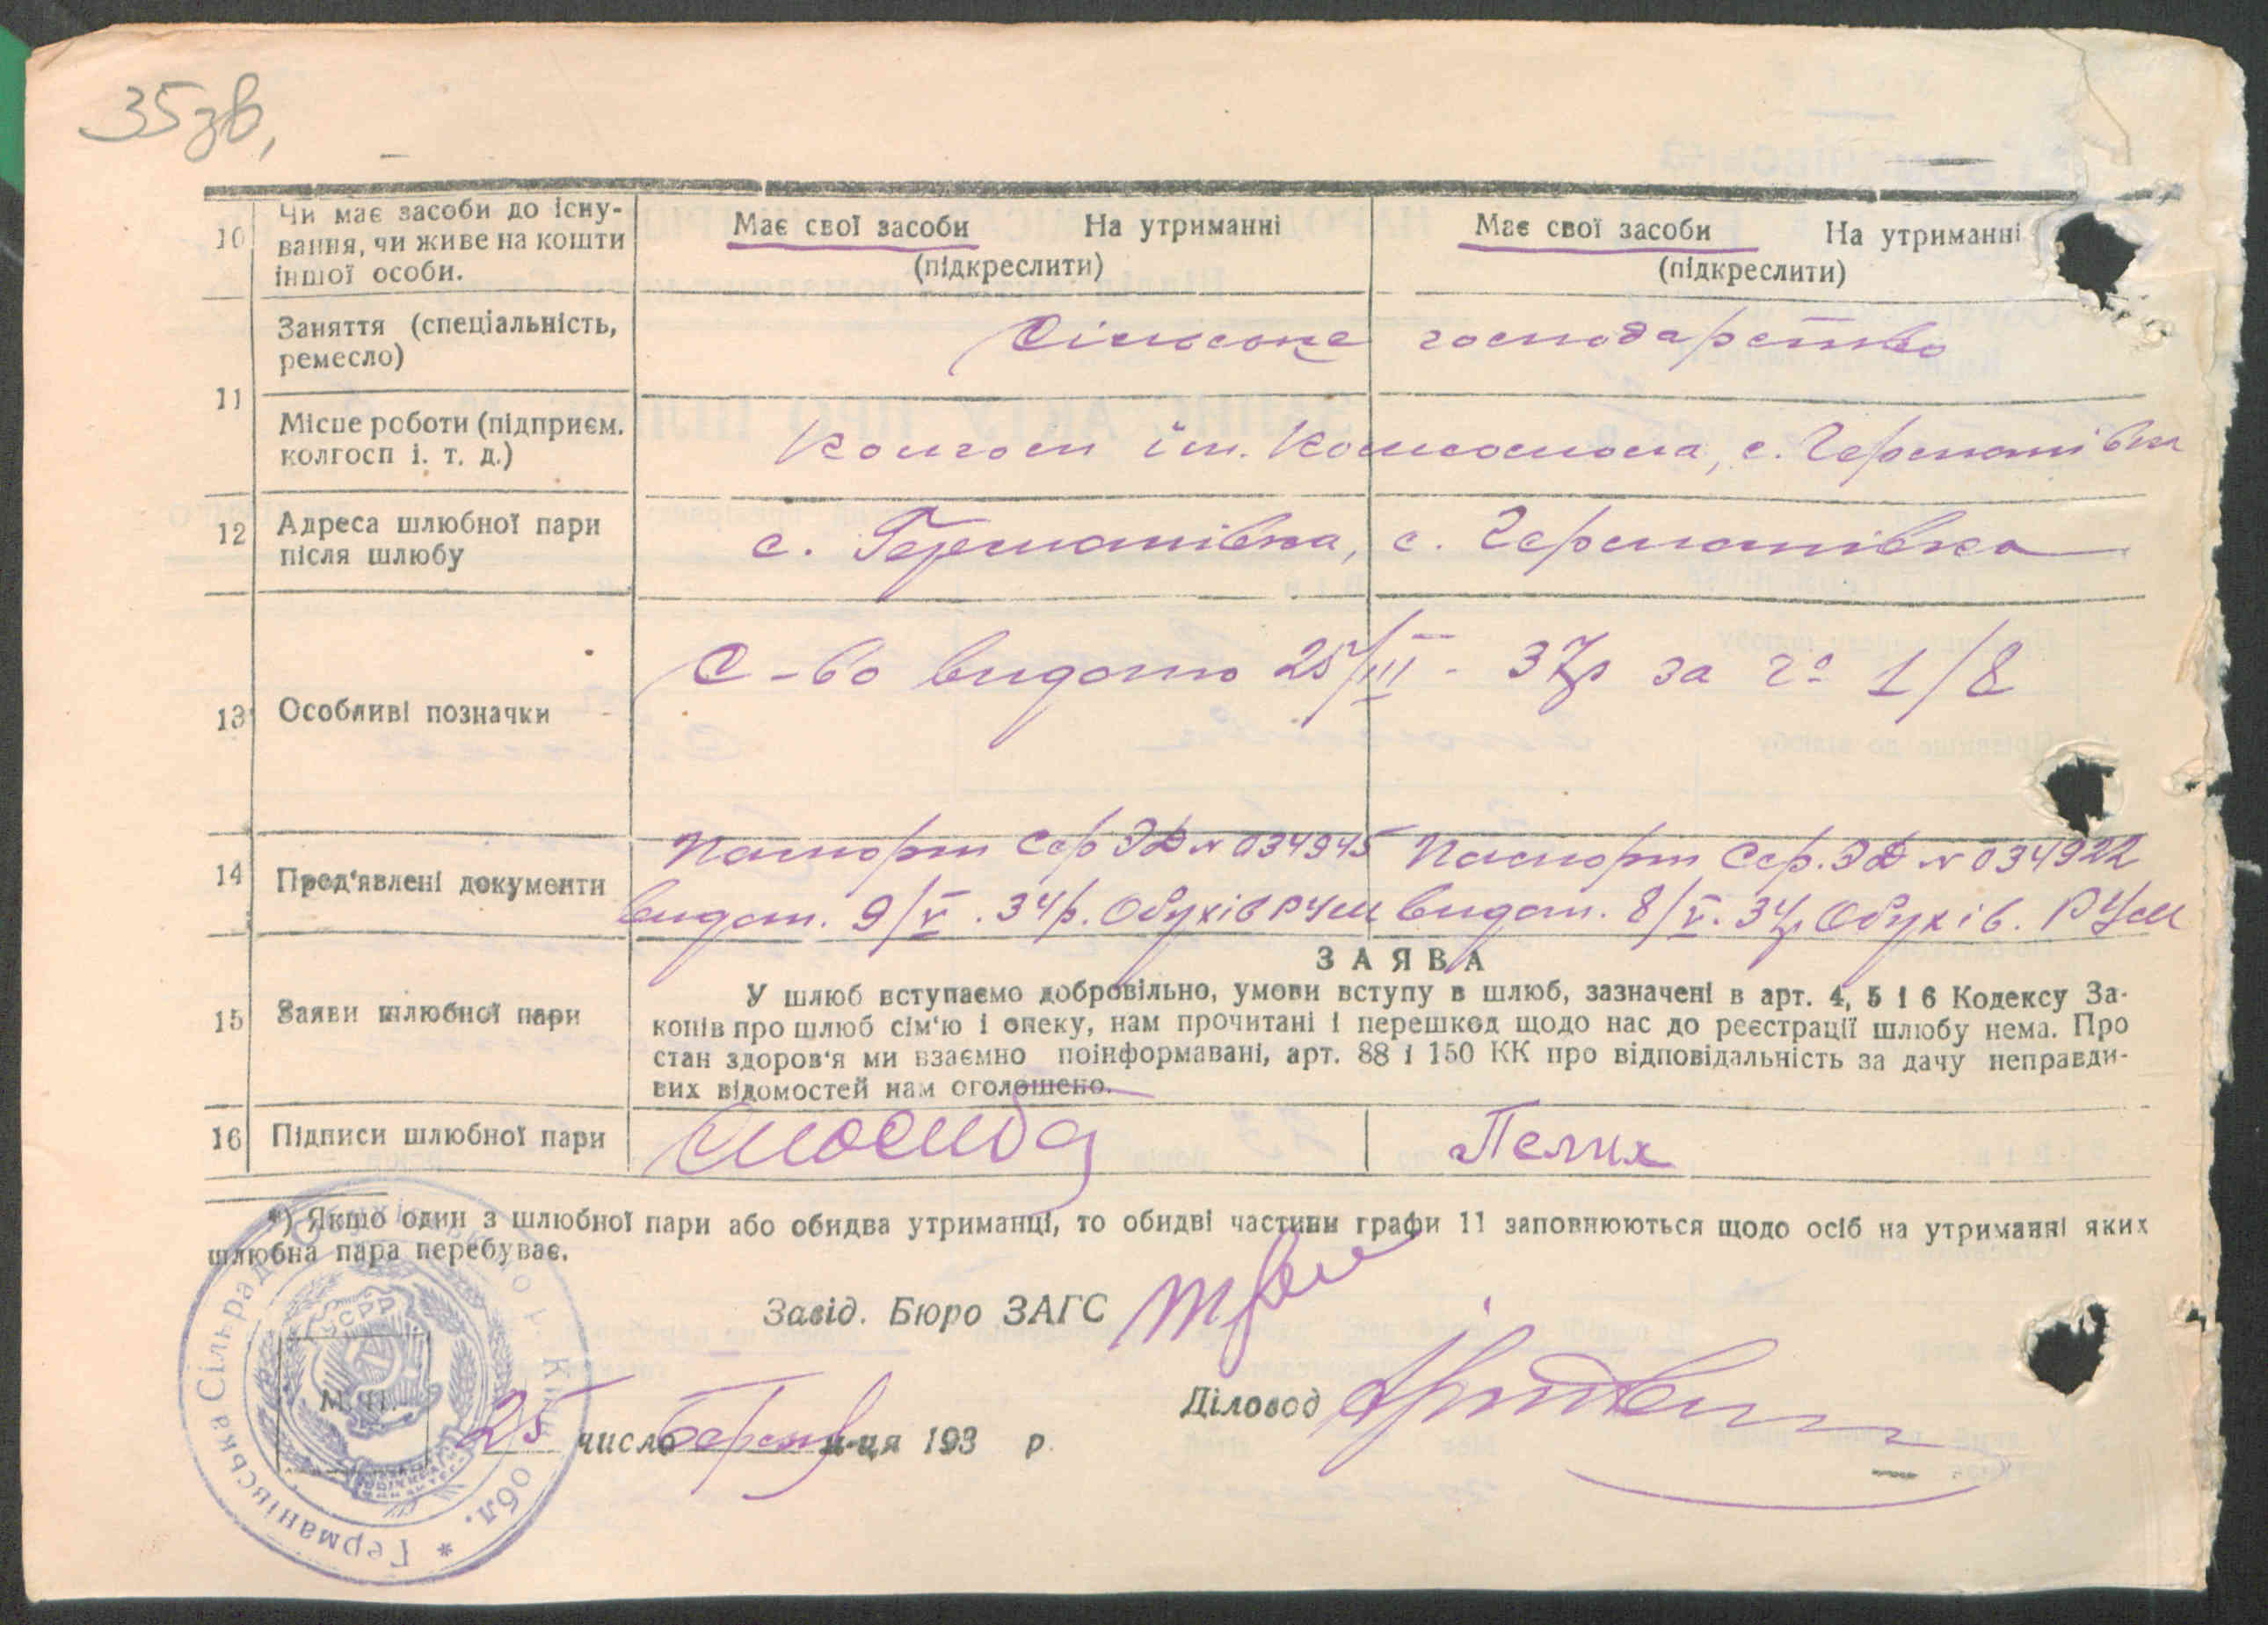 35зв,
10 Чи має засоби до існу-
вання, чи живе на кошти
іншої особи.
Має свої засоби На утриманні
(підкреслити)
Має свої засоби На утриманні
(підкреслити)
11 Заняття (спеціальність,
ремесло)
Сільське господарство
Місце роботи (підприєм.
колгосп і. т. д.)
Колгосп ім. Комсомола, с. Германівка
12 Адреса шлюбної пари
після шлюбу
с. Германівка, с. Германівка
13 Особливі позначки
С-во видано 25/III - 37р за го 1/8
14 Пред'явлені документи
Паспорт Сер ЭД № 034945
видан. 9/V. 34р. Обухів РУМ
Паспорт Сер. ЭД № 034922
видан. 8/V. 34р Обухів. РУМ
15 Заяви шлюбної пари
ЗАЯВА
У шлюб вступаємо добровільно, умови вступу в шлюб, зазначені в арт. 4, 5 і 6 Кодексу За-
конів про шлюб сім'ю і опеку, нам прочитані і перешкод щодо нас до реєстрації шлюбу нема. Про
стан здоров'я ми взаємно поінформавані, арт. 88 і 150 КК про відповідальність за дачу неправди-
вих відомостей нам оголошено.
16 Підписи шлюбної пари
Пелих
*) Якщо один з шлюбної пари або обидва утриманці, то обидві частини графи 11 заповнюються щодо осіб на утриманні яких
шлюбна пара перебуває.
Завід. Бюро ЗАГС
Діловод
М. П.
25 число березня м-ця 193 р.
* Германівська Сільрада Обухівського р. Київ. обл.
УСРР